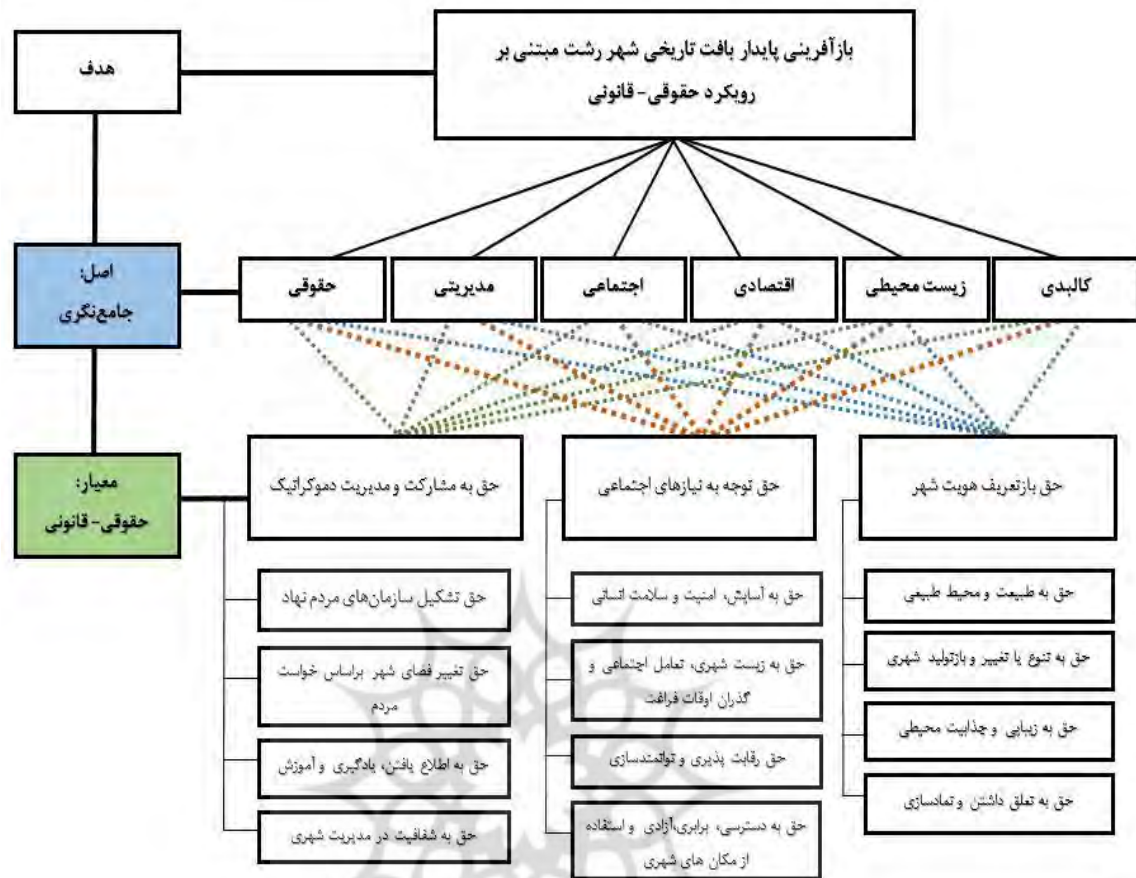 بازآفرینی پایدار بافت تاریخی شهر رشت مبتنی بر
رویکرد حقوقی- قانونی
هدف
کالبدی
زیست محیطی
اقتصادی
اجتماعی
مدیریتی
حقوقی
اصل:
جامع‌نگری
حق بازتعریف هویت شهر
حق توجه به نیازهای اجتماعی
حق به مشارکت و مدیریت دموکراتیک
معیار:
حقوقی- قانونی
حق به طبیعت و محیط طبیعی
حق به تنوع یا تغییر و بازتولید شهری
حق به زیبایی و جذابیت محیطی
حق به تعلق داشتن و نمادسازی
حق به آسایش، امنیت و سلامت انسانی
حق به زیست شهری، تعامل اجتماعی و
گذران اوقات فراغت
حق رقابت پذیری و توانمندسازی
حق به دسترسی، برابری،آزادی و استفاده
از مکان های شهری
حق تشکیل سازمان‌های مردم نهاد
حق تغییر فضای شهر براساس خواست
مردم
حق به اطلاع یافتن، یادگیری و آموزش
حق به شفافیت در مدیریت شهری